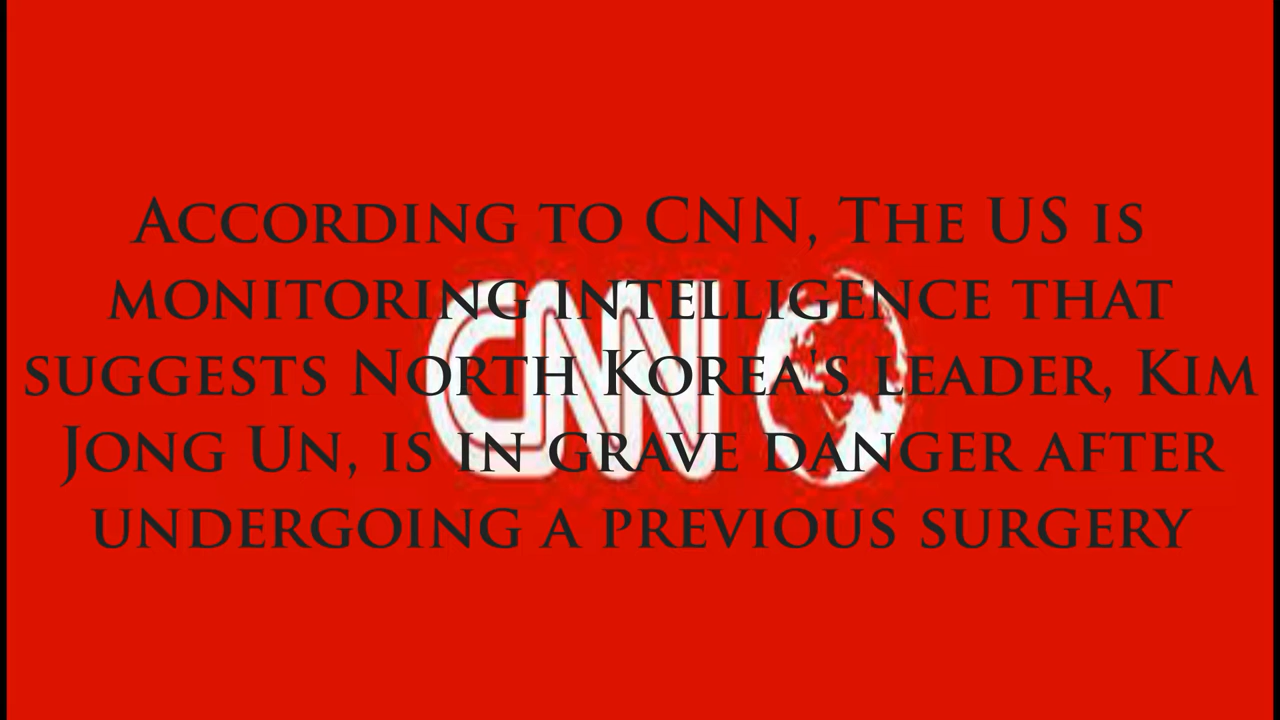 According to CNN, The US is
monitoring intelligence that
suggests North Korea's leader, Kim
Jong Un, is in grave danger after
undergoing a previous surgery
CNN